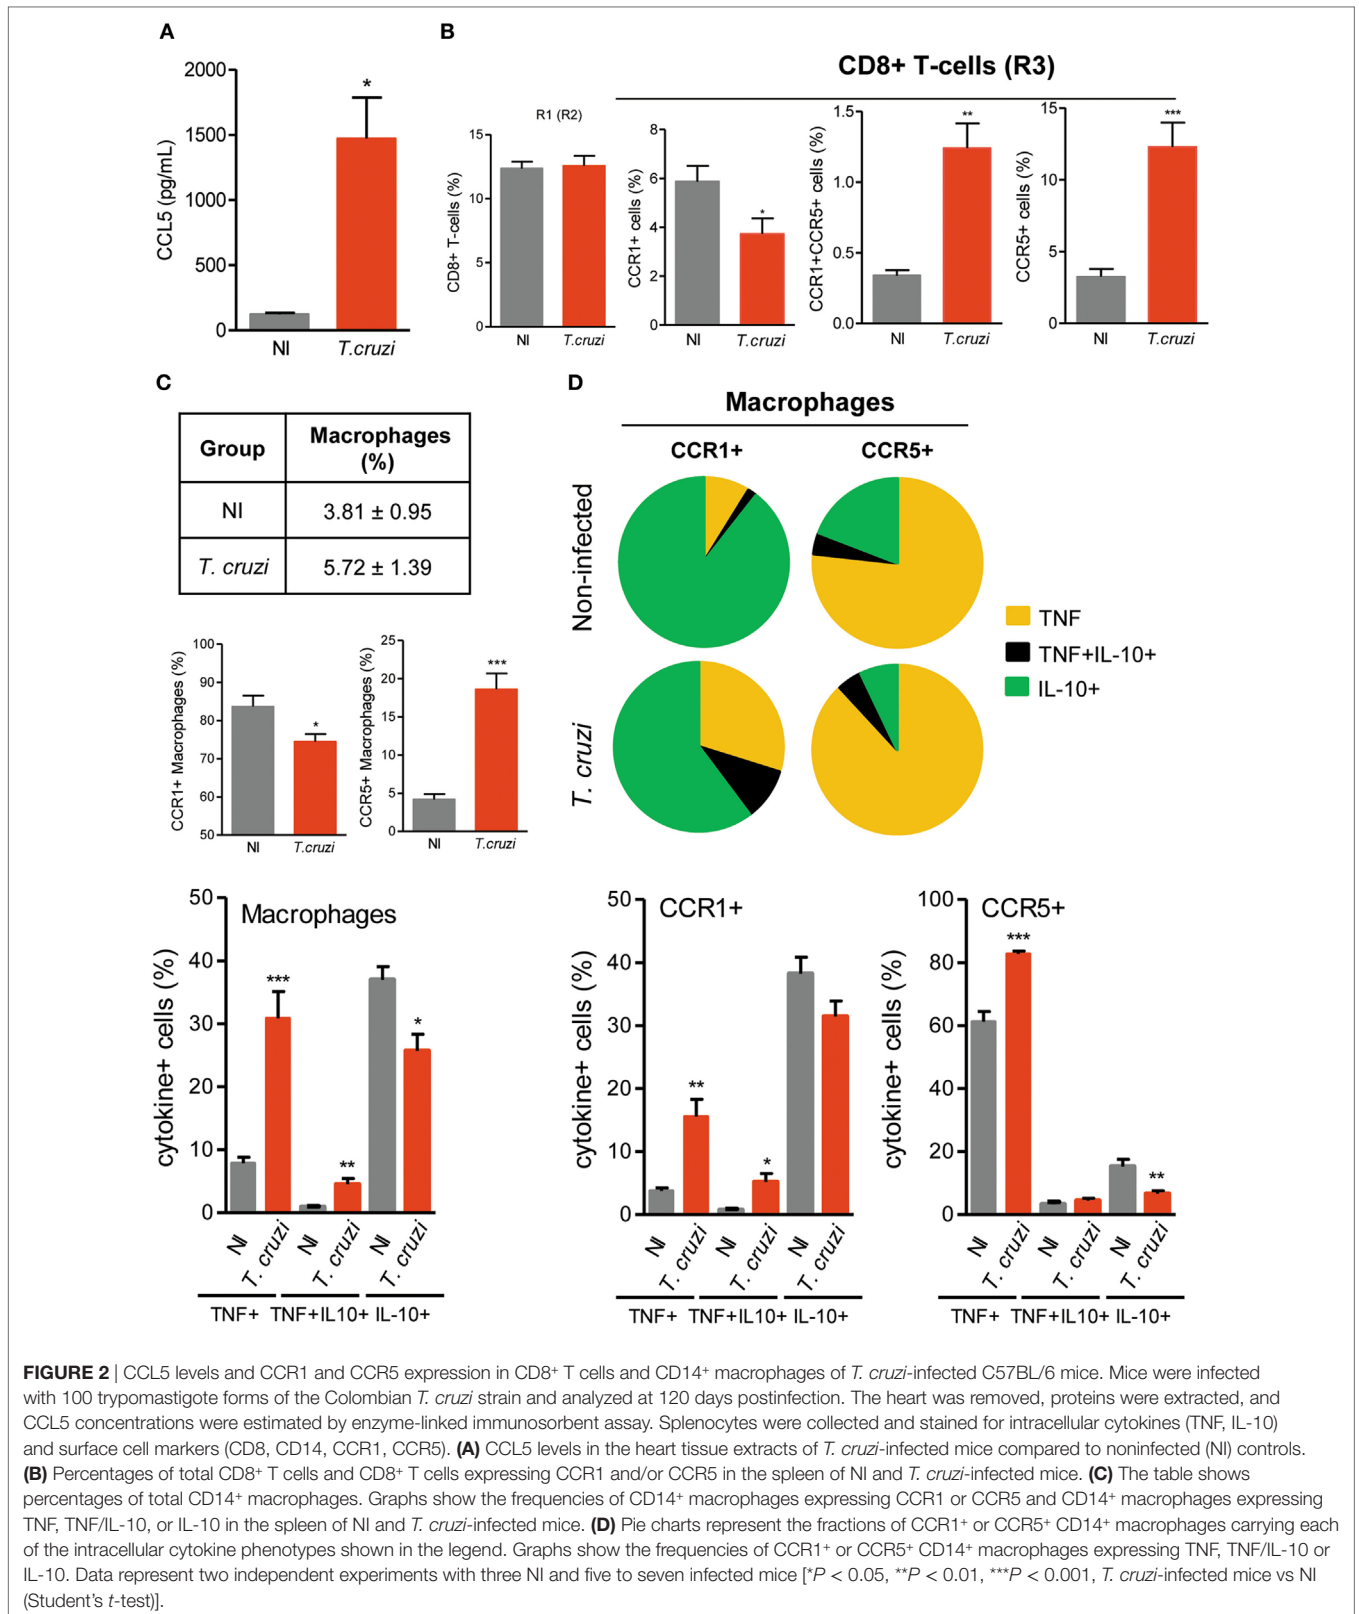 A
2000
1500
1000
500
0
CCL5 (pg/mL)
*
NI
T.cruzi
B
CD8+ T-cells (R3)
R1 (R2)
15
10
5
0
CD8+ T-cells (%)
NI
T.cruzi
8
6
4
2
0
CCR1+ cells (%)
*
NI
T.cruzi
1.5
1.0
0.5
0.0
CCR1+CCR5+ cells (%)
**
NI
T.cruzi
15
10
5
0
CCR5+ cells (%)
***
NI
T.cruzi
C
Group
Macrophages
(%)
NI
3.81 ± 0.95
T. cruzi
5.72 ± 1.39
100
90
80
70
60
50
CCR1+ Macrophages (%)
*
NI
T.cruzi
25
20
15
10
5
0
CCR5+ Macrophages (%)
***
NI
T.cruzi
D
Macrophages
CCR1+
CCR5+
Non-infected
T. cruzi
TNF
TNF+IL-10+
IL-10+
Macrophages
50
40
30
20
10
0
cytokine+ cells (%)
***
**
*
NI
T. cruzi
NI
T. cruzi
NI
T. cruzi
TNF+ TNF+IL10+ IL-10+
CCR1+
50
40
30
20
10
0
cytokine+ cells (%)
**
*
NI
T. cruzi
NI
T. cruzi
NI
T. cruzi
TNF+ TNF+IL10+ IL-10+
CCR5+
100
80
60
40
20
0
cytokine+ cells (%)
***
**
NI
T. cruzi
NI
T. cruzi
NI
T. cruzi
TNF+ TNF+IL10+ IL-10+
FIGURE 2 | CCL5 levels and CCR1 and CCR5 expression in CD8⁺ T cells and CD14⁺ macrophages of T. cruzi-infected C57BL/6 mice. Mice were infected
with 100 trypomastigote forms of the Colombian T. cruzi strain and analyzed at 120 days postinfection. The heart was removed, proteins were extracted, and
CCL5 concentrations were estimated by enzyme-linked immunosorbent assay. Splenocytes were collected and stained for intracellular cytokines (TNF, IL-10)
and surface cell markers (CD8, CD14, CCR1, CCR5). (A) CCL5 levels in the heart tissue extracts of T. cruzi-infected mice compared to noninfected (NI) controls.
(B) Percentages of total CD8⁺ T cells and CD8⁺ T cells expressing CCR1 and/or CCR5 in the spleen of NI and T. cruzi-infected mice. (C) The table shows
percentages of total CD14⁺ macrophages. Graphs show the frequencies of CD14⁺ macrophages expressing CCR1 or CCR5 and CD14⁺ macrophages expressing
TNF, TNF/IL-10, or IL-10 in the spleen of NI and T. cruzi-infected mice. (D) Pie charts represent the fractions of CCR1⁺ or CCR5⁺ CD14⁺ macrophages carrying each
of the intracellular cytokine phenotypes shown in the legend. Graphs show the frequencies of CCR1⁺ or CCR5⁺ CD14⁺ macrophages expressing TNF, TNF/IL-10 or
IL-10. Data represent two independent experiments with three NI and five to seven infected mice [*P < 0.05, **P < 0.01, ***P < 0.001, T. cruzi-infected mice vs NI
(Student's t-test)].